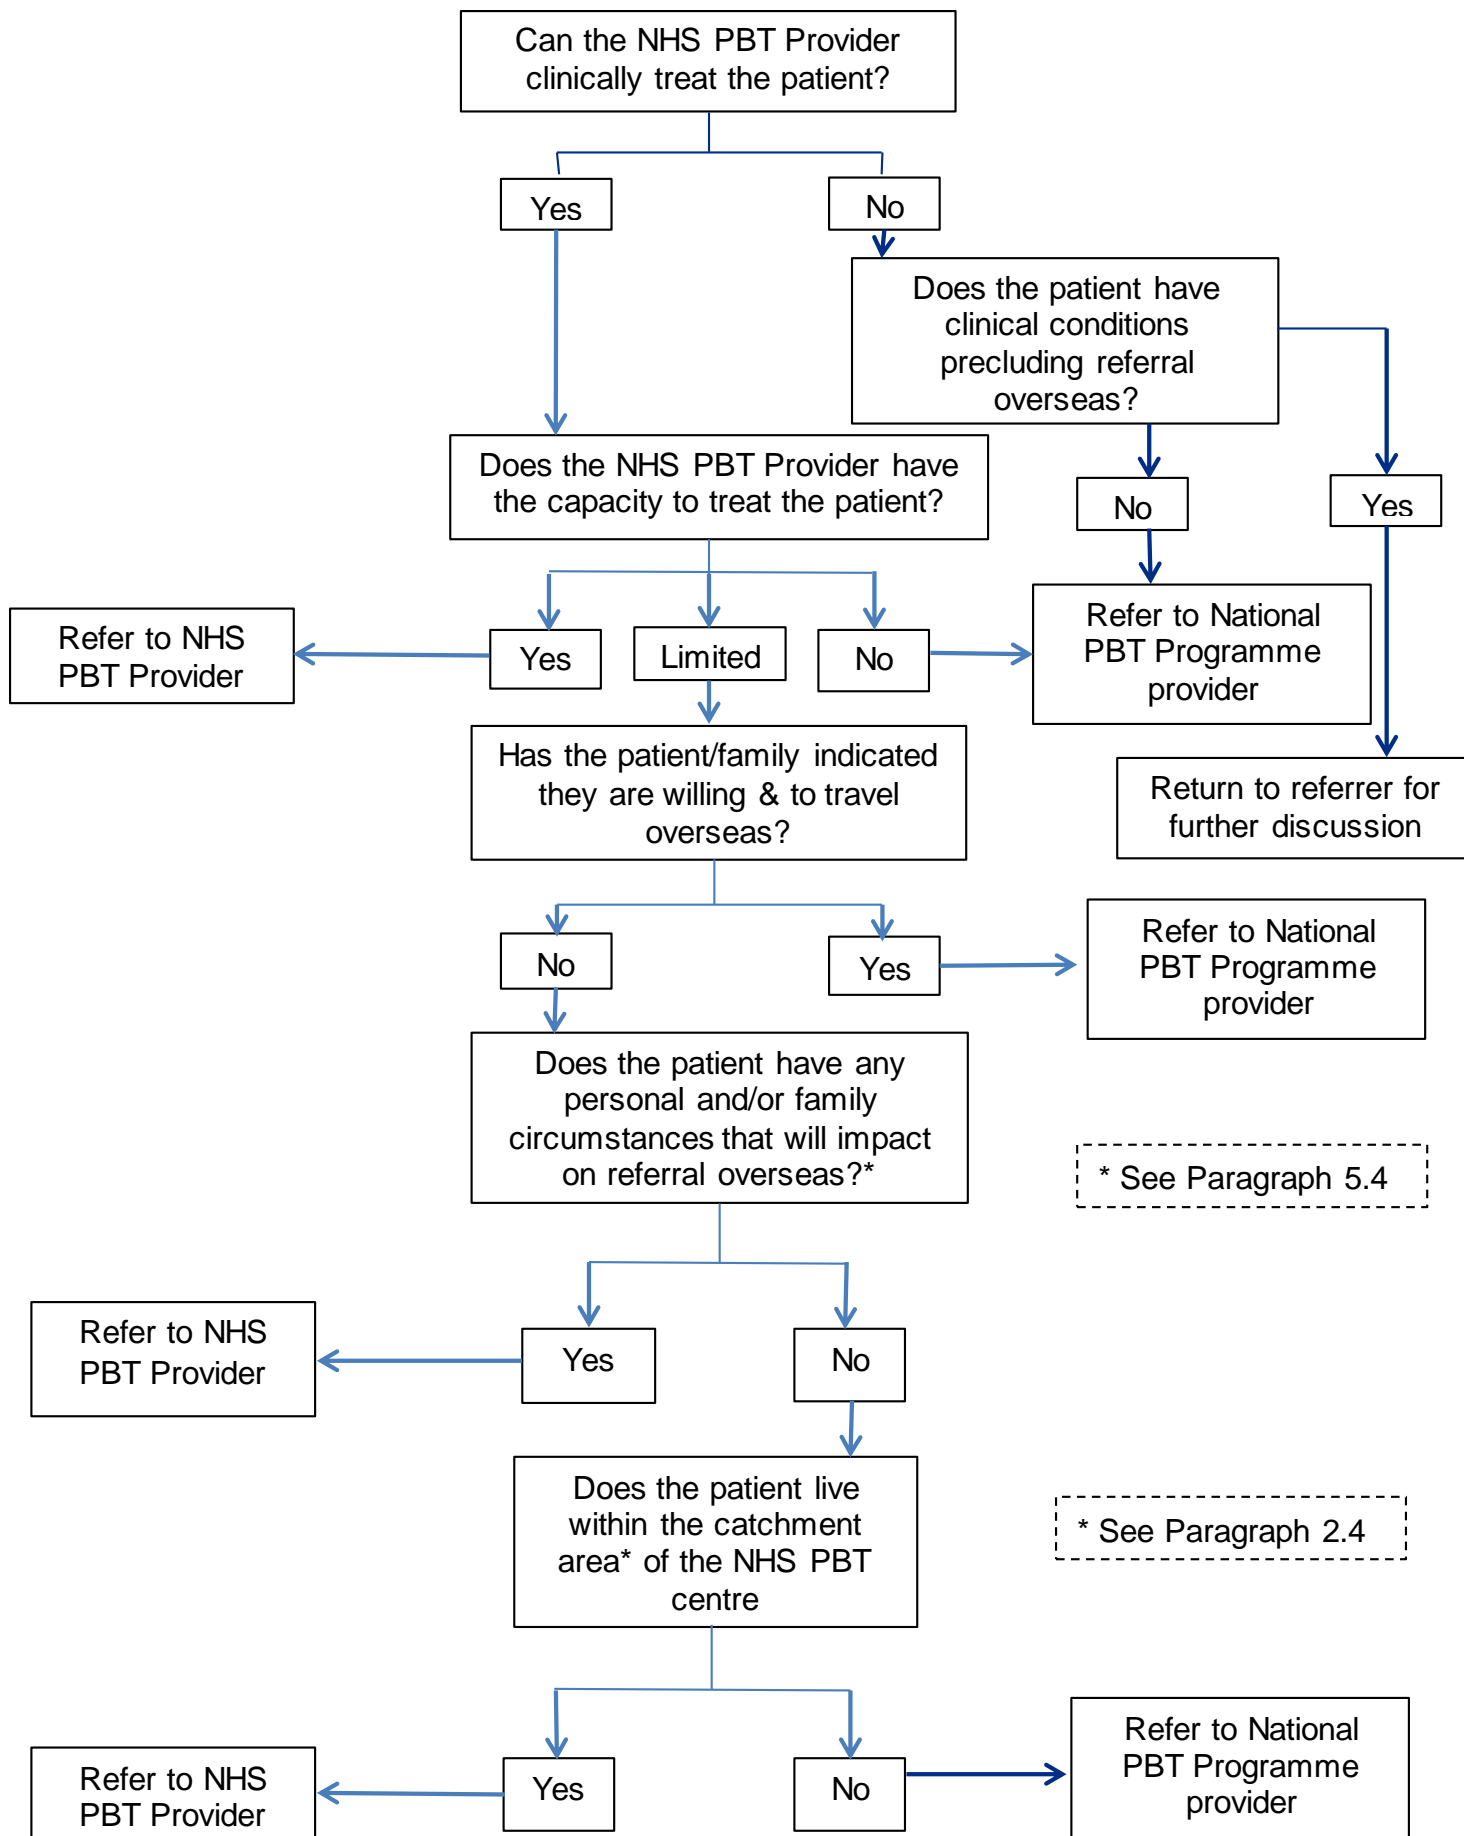 Can the NHS PBT Provider
clinically treat the patient?
Yes
No
Does the patient have
clinical conditions
precluding referral
overseas?
Does the NHS PBT Provider have
the capacity to treat the patient?
No
Yes
Refer to NHS
PBT Provider
Yes
Limited
No
Refer to National
PBT Programme
provider
Has the patient/family indicated
they are willing & to travel
overseas?
Return to referrer for
further discussion
No
Yes
Refer to National
PBT Programme
provider
Does the patient have any
personal and/or family
circumstances that will impact
on referral overseas?*
* See Paragraph 5.4
Refer to NHS
PBT Provider
Yes
No
Does the patient live
within the catchment
area* of the NHS PBT
centre
* See Paragraph 2.4
Refer to NHS
PBT Provider
Yes
No
Refer to National
PBT Programme
provider